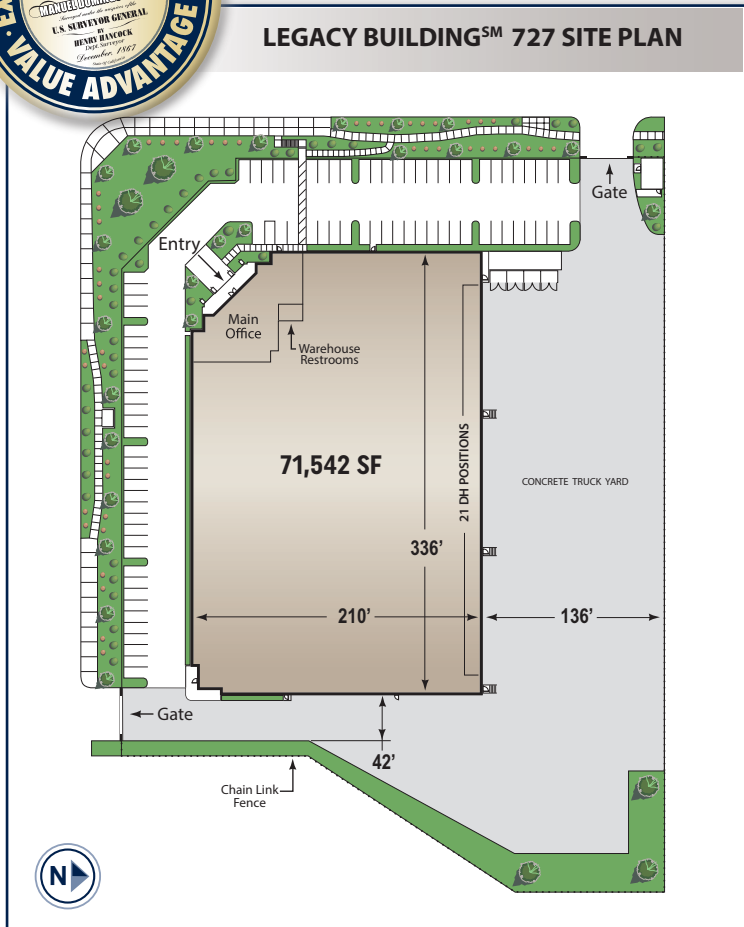 MANUEL DOMING
U.S. SURVEYOR GENERAL
BY
HENRY HANCOCK
Dept. Surveyor
December, 1867
VALUE ADVANTAGE
LEGACY BUILDING℠ 727 SITE PLAN
Gate
Entry
Main
Office
Warehouse
Restrooms
71,542 SF
21 DH POSITIONS
CONCRETE TRUCK YARD
336’
210’
136’
Gate
42’
Chain Link
Fence
N